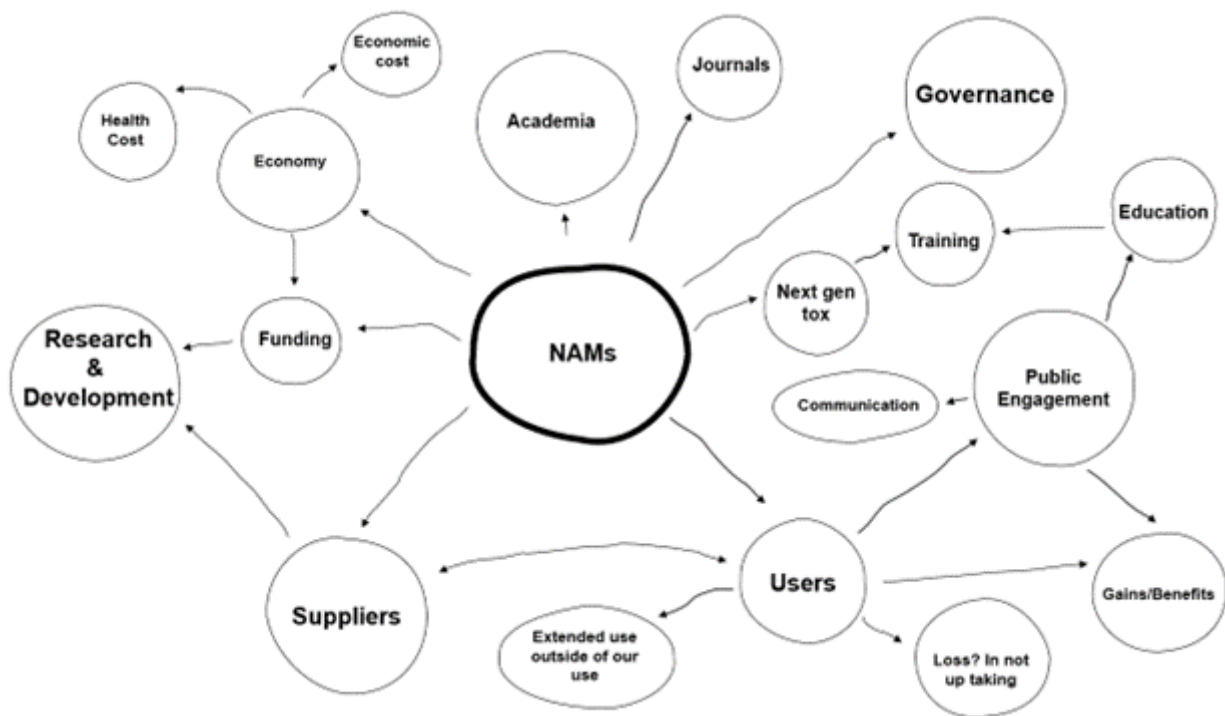 Economic
cost
Journals
Governance
Health
Cost
Academia
Economy
Education
Training
Next gen
tox
Research
&
Development
Funding
NAMs
Public
Engagement
Communication
Users
Suppliers
Gains/Benefits
Extended use
outside of our
use
Loss? In not
up taking